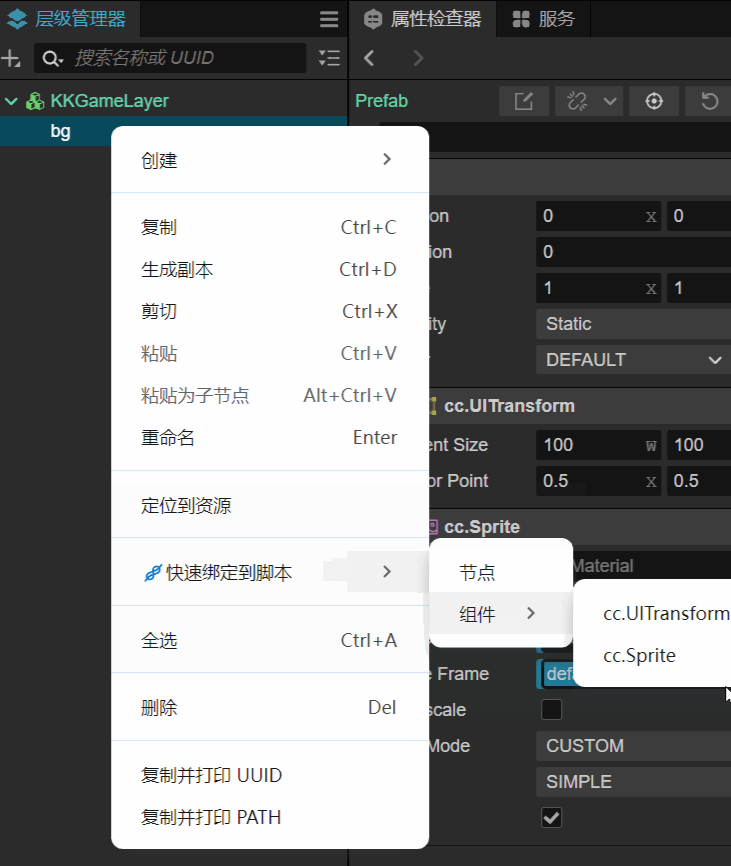 层级管理器
属性检查器
服务
搜索名称或 UUID
KKGameLayer
Prefab
bg
创建
复制 Ctrl+C
生成副本 Ctrl+D
剪切 Ctrl+X
粘贴 Ctrl+V
粘贴为子节点 Alt+Ctrl+V
重命名 Enter
定位到资源
快速绑定到脚本
全选 Ctrl+A
删除 Del
复制并打印 UUID
复制并打印 PATH
节点
组件
cc.UITransform
cc.Sprite
on 0 x 0
ion 0
1 x 1
ity Static
DEFAULT
cc.UITransform
ent Size 100 W 100
or Point 0.5 x 0.5
cc.Sprite
Material
e Frame def
scale
Mode CUSTOM
SIMPLE